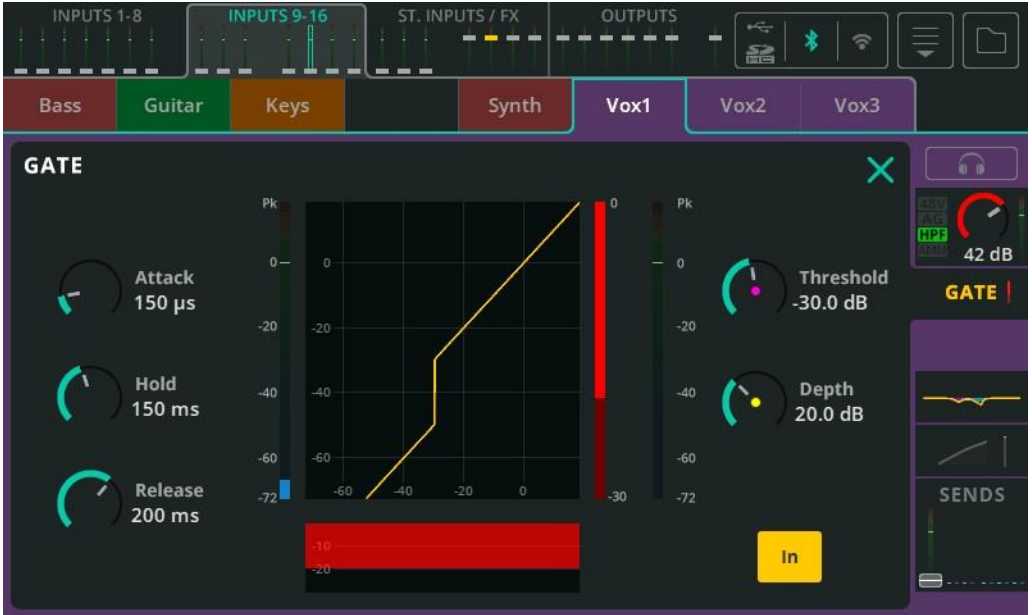 INPUTS 1-8 INPUTS 9-16 ST. INPUTS / FX OUTPUTS
Bass Guitar Keys Synth Vox1 Vox2 Vox3
GATE
48V
AG
HPF
42 dB
GATE
SENDS
Attack
150 µs
Hold
150 ms
Release
200 ms
Pk
0
-20
-40
-60
-72
0
-20
-40
-60
-60 -40 -20 0
0
-30
Pk
0
-20
-40
-60
-72
-10
-20
Threshold
-30.0 dB
Depth
20.0 dB
In